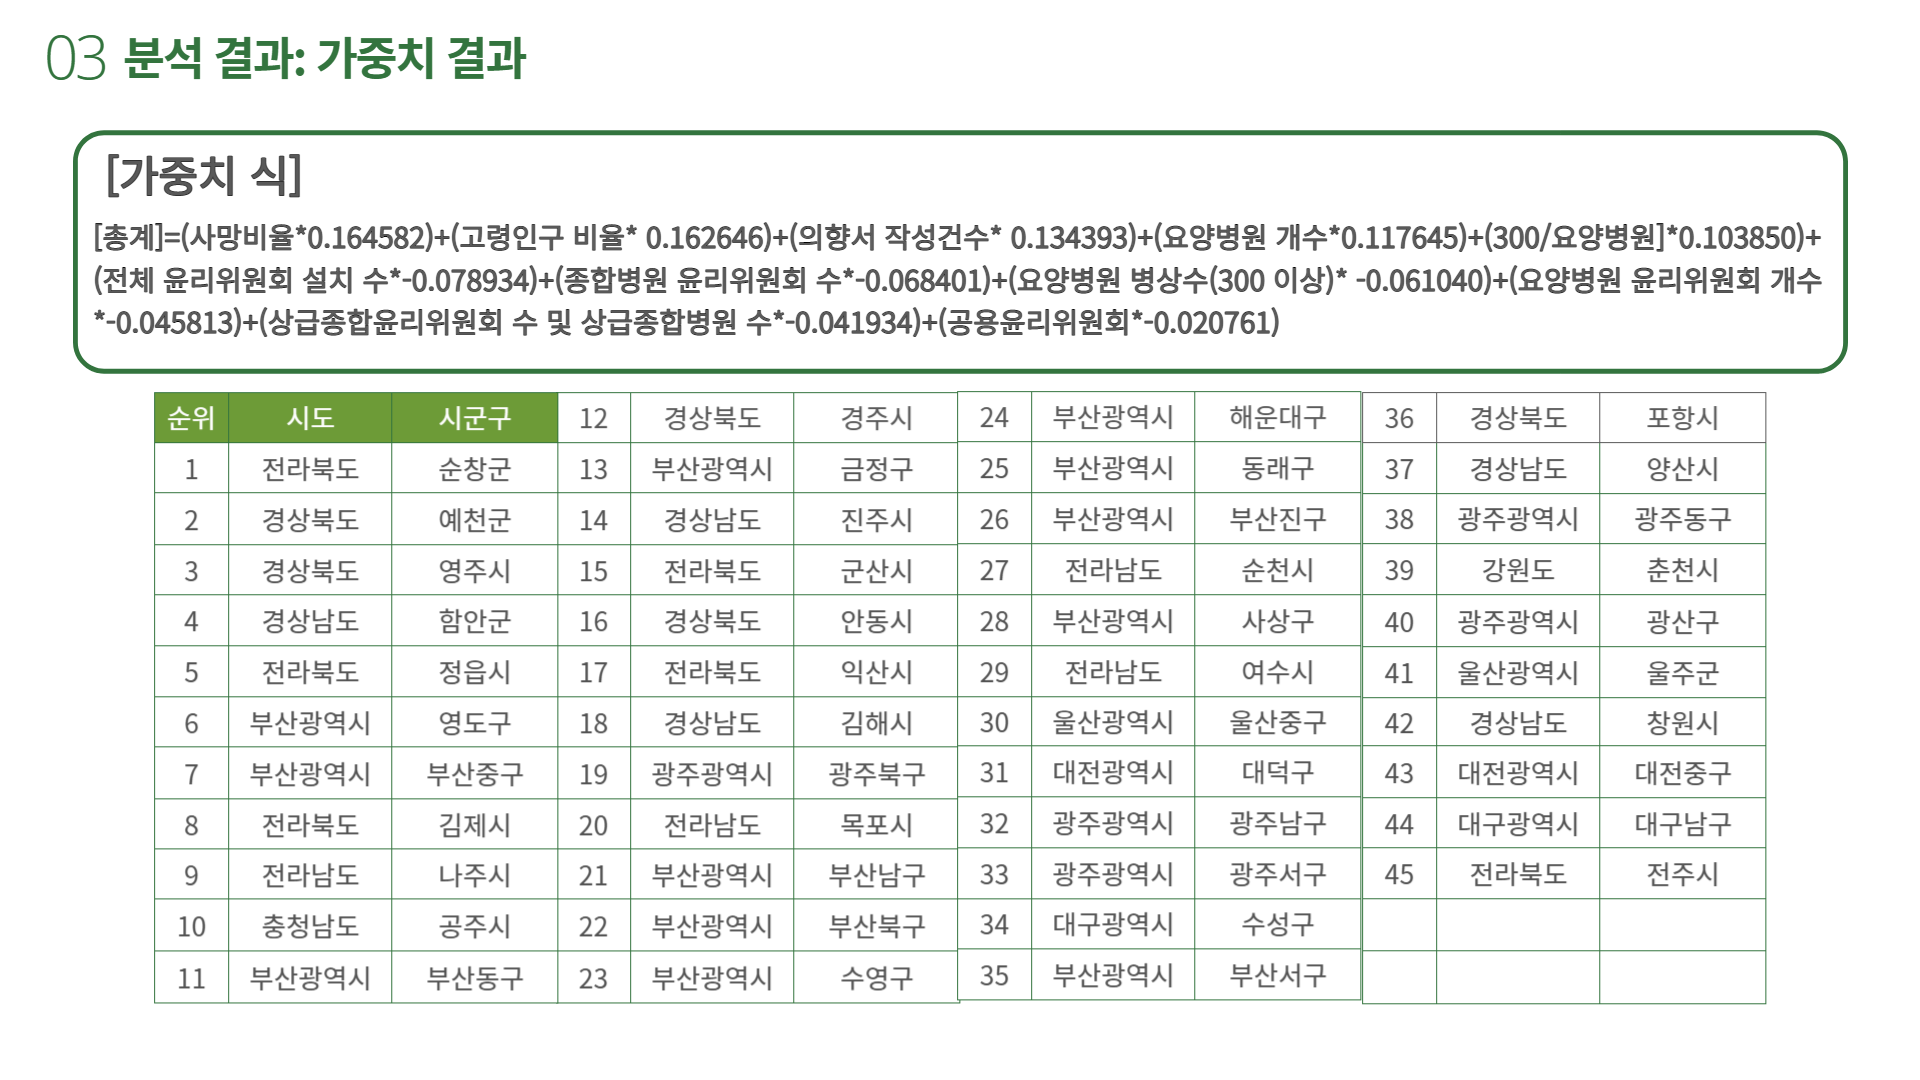 03 분석 결과: 가중치 결과
[가중치 식]
[총계]=(사망비율*0.164582)+(고령인구 비율* 0.162646)+(의향서 작성건수* 0.134393)+(요양병원 개수*0.117645)+(300/요양병원]*0.103850)+
(전체 윤리위원회 설치 수*-0.078934)+(종합병원 윤리위원회 수*-0.068401)+(요양병원 병상수(300 이상)* -0.061040)+(요양병원 윤리위원회 개수
*-0.045813)+(상급종합윤리위원회 수 및 상급종합병원 수*-0.041934)+(공용윤리위원회*-0.020761)
순위 시도 시군구 12 경상북도 경주시 24 부산광역시 해운대구 36 경상북도 포항시
1 전라북도 순창군 13 부산광역시 금정구 25 부산광역시 동래구 37 경상남도 양산시
2 경상북도 예천군 14 경상남도 진주시 26 부산광역시 부산진구 38 광주광역시 광주동구
3 경상북도 영주시 15 전라북도 군산시 27 전라남도 순천시 39 강원도 춘천시
4 경상남도 함안군 16 경상북도 안동시 28 부산광역시 사상구 40 광주광역시 광산구
5 전라북도 정읍시 17 전라북도 익산시 29 전라남도 여수시 41 울산광역시 울주군
6 부산광역시 영도구 18 경상남도 김해시 30 울산광역시 울산중구 42 경상남도 창원시
7 부산광역시 부산중구 19 광주광역시 광주북구 31 대전광역시 대덕구 43 대전광역시 대전중구
8 전라북도 김제시 20 전라남도 목포시 32 광주광역시 광주남구 44 대구광역시 대구남구
9 전라남도 나주시 21 부산광역시 부산남구 33 광주광역시 광주서구 45 전라북도 전주시
10 충청남도 공주시 22 부산광역시 부산북구 34 대구광역시 수성구
11 부산광역시 부산동구 23 부산광역시 수영구 35 부산광역시 부산서구